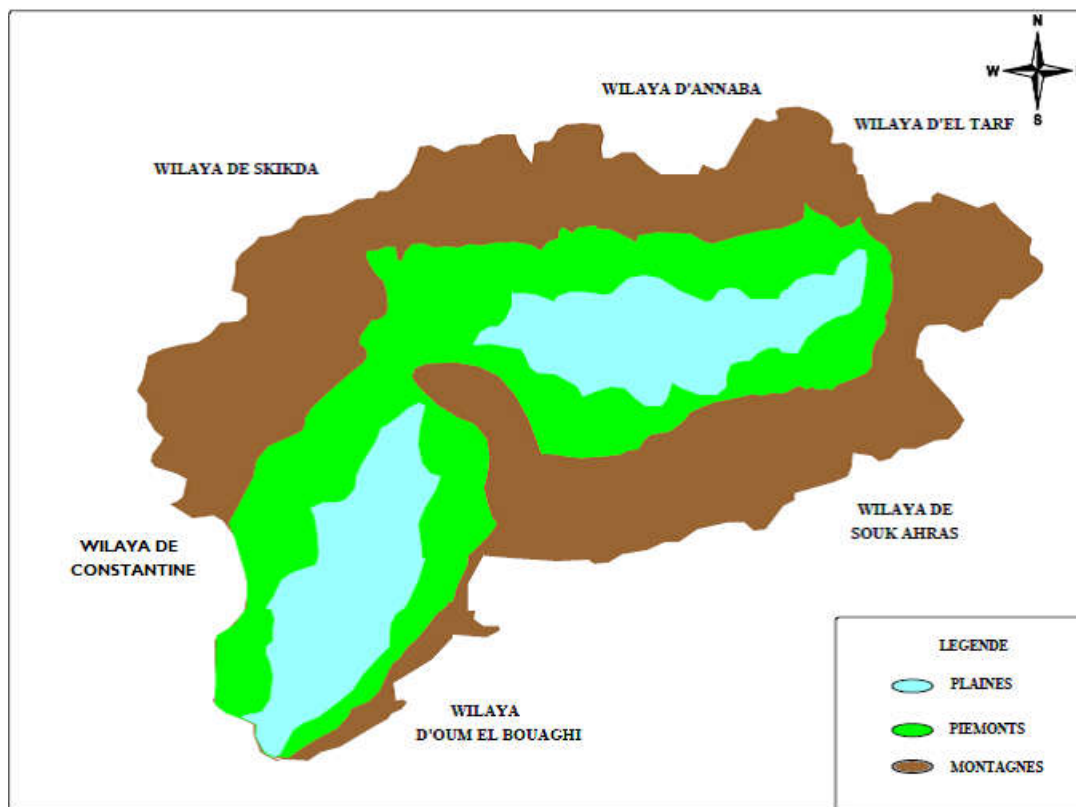 N
W
S
WILAYA D'ANNABA
WILAYA D'EL TARF
WILAYA DE SKIKDA
WILAYA DE
SOUK AHRAS
WILAYA DE
CONSTANTINE
WILAYA
D'OUM EL BOUAGHI
LEGENDE
PLAINES
PIEMONTS
MONTAGNES